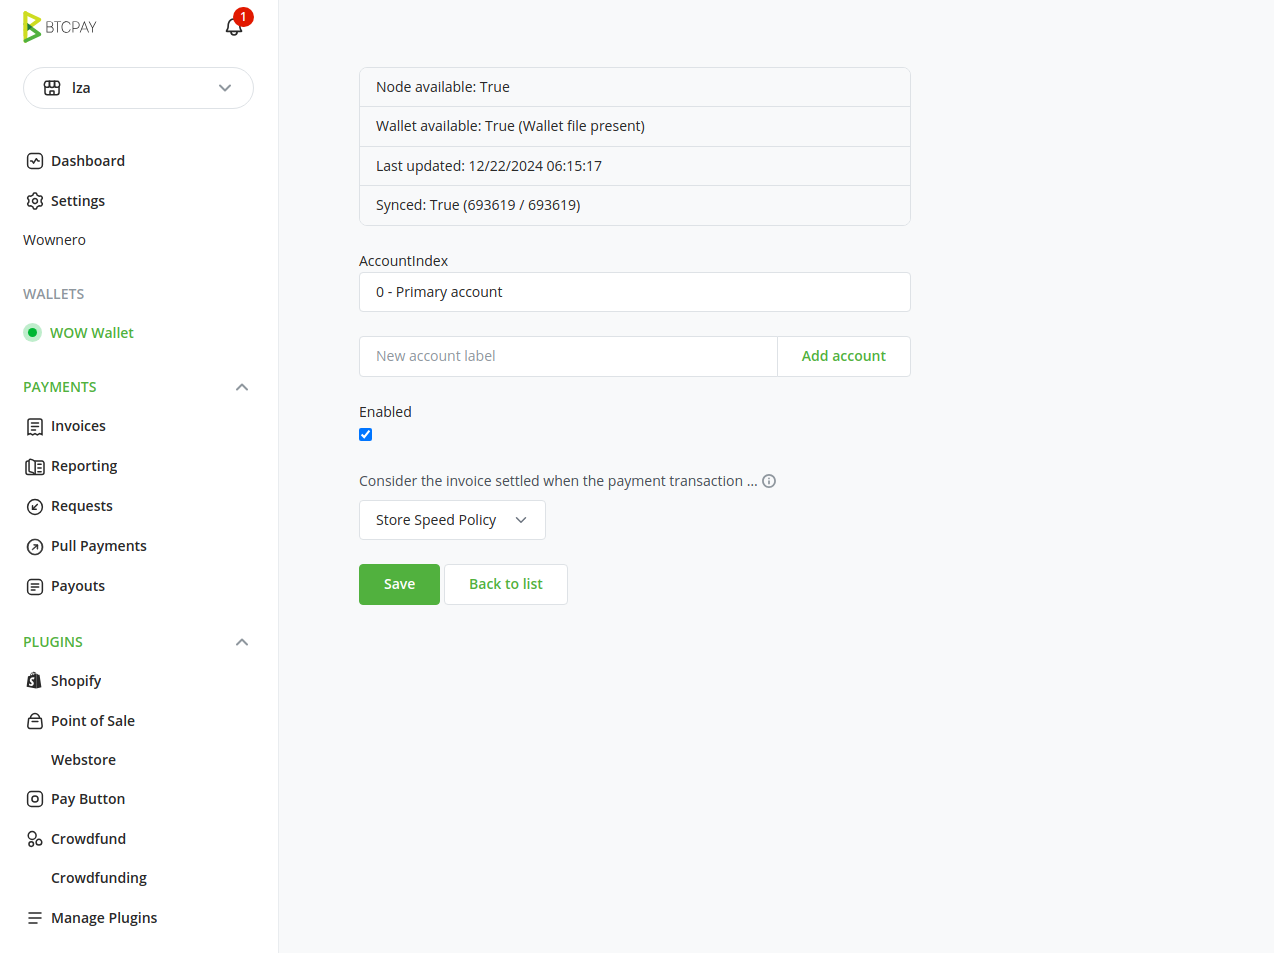 BTCPAY
1
lza
Dashboard
Settings
Wownero
WALLETS
WOW Wallet
PAYMENTS
Invoices
Reporting
Requests
Pull Payments
Payouts
PLUGINS
Shopify
Point of Sale
Webstore
Pay Button
Crowdfund
Crowdfunding
Manage Plugins
Node available: True
Wallet available: True (Wallet file present)
Last updated: 12/22/2024 06:15:17
Synced: True (693619 / 693619)
AccountIndex
0 - Primary account
New account label
Add account
Enabled
Consider the invoice settled when the payment transaction ...
Store Speed Policy
Save
Back to list